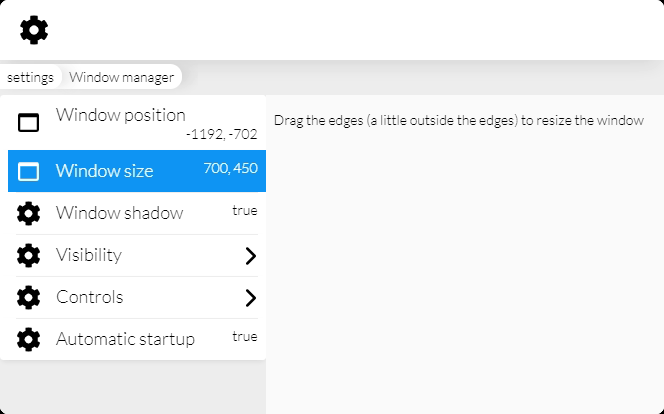 settings
Window manager
Window position
-1192, -702
Window size
700, 450
Window shadow
true
Visibility
Controls
Automatic startup
true
Drag the edges (a little outside the edges) to resize the window